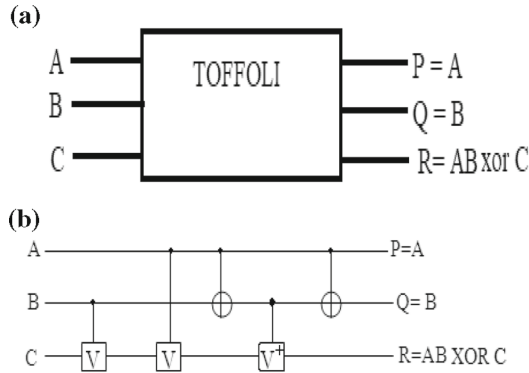 (a)
TOFFOLI
A
P = A
B
Q = B
C
R= AB xor C
(b)
A
P=A
B
Q= B
C
V
V
V+
R=AB XOR C